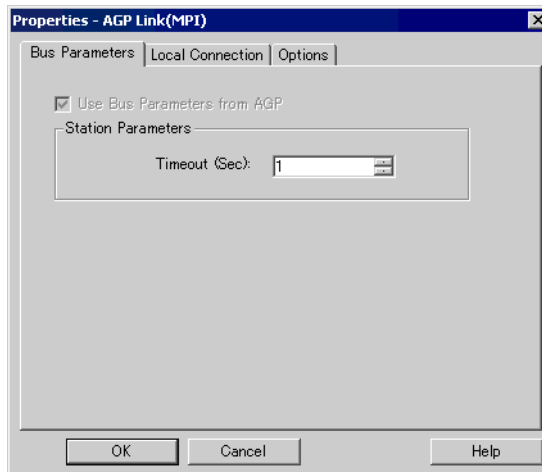 Properties - AGP Link(MPI)
Bus Parameters Local Connection Options
Use Bus Parameters from AGP
Station Parameters
Timeout (Sec): 1
OK Cancel Help